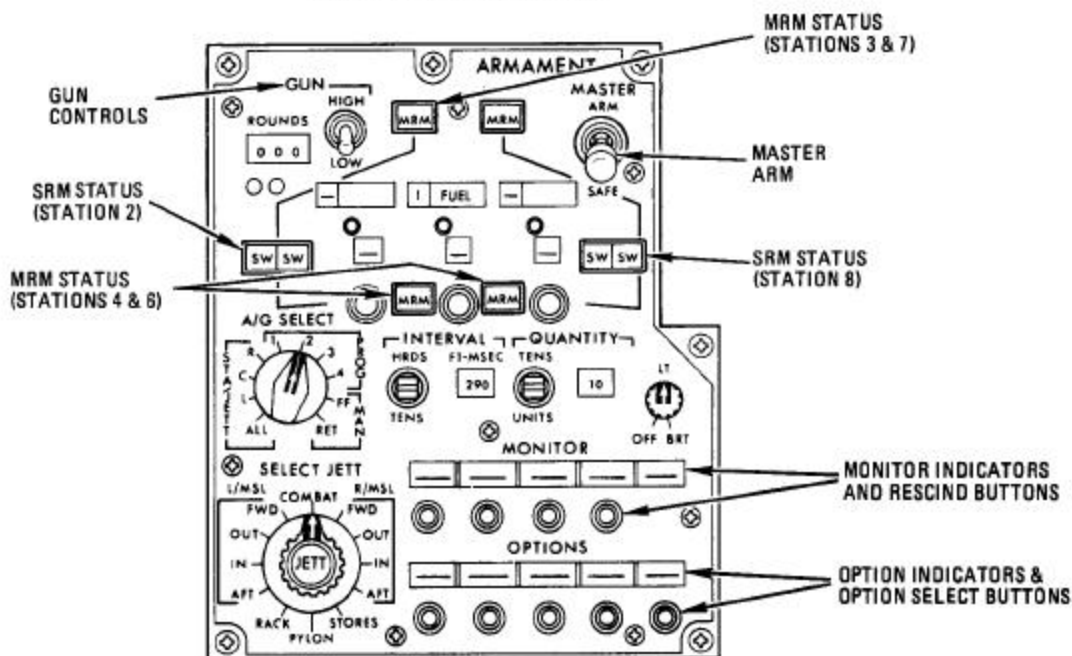 MRM STATUS
(STATIONS 3 & 7)
ARMAMENT
GUN
CONTROLS
GUN
HIGH
LOW
ROUNDS
0 0 0
MRM
MRM
MASTER
ARM
SAFE
MASTER
ARM
SRM STATUS
(STATION 2)
I FUEL
SW SW
SW SW
SRM STATUS
(STATION 8)
MRM STATUS
(STATIONS 4 & 6)
MRM
MRM
A/G SELECT
STA JETT
PROG
MAN
ALL
L
C
R
1
2
3
4
FF
RET
INTERVAL
HRDS
TENS
F1-MSEC
290
QUANTITY
TENS
UNITS
10
LT
OFF BRT
MONITOR
MONITOR INDICATORS
AND RESCIND BUTTONS
SELECT JETT
L/MSL
COMBAT
R/MSL
FWD
FWD
OUT
OUT
IN
IN
AFT
AFT
JETT
RACK
PYLON
STORES
OPTIONS
OPTION INDICATORS &
OPTION SELECT BUTTONS